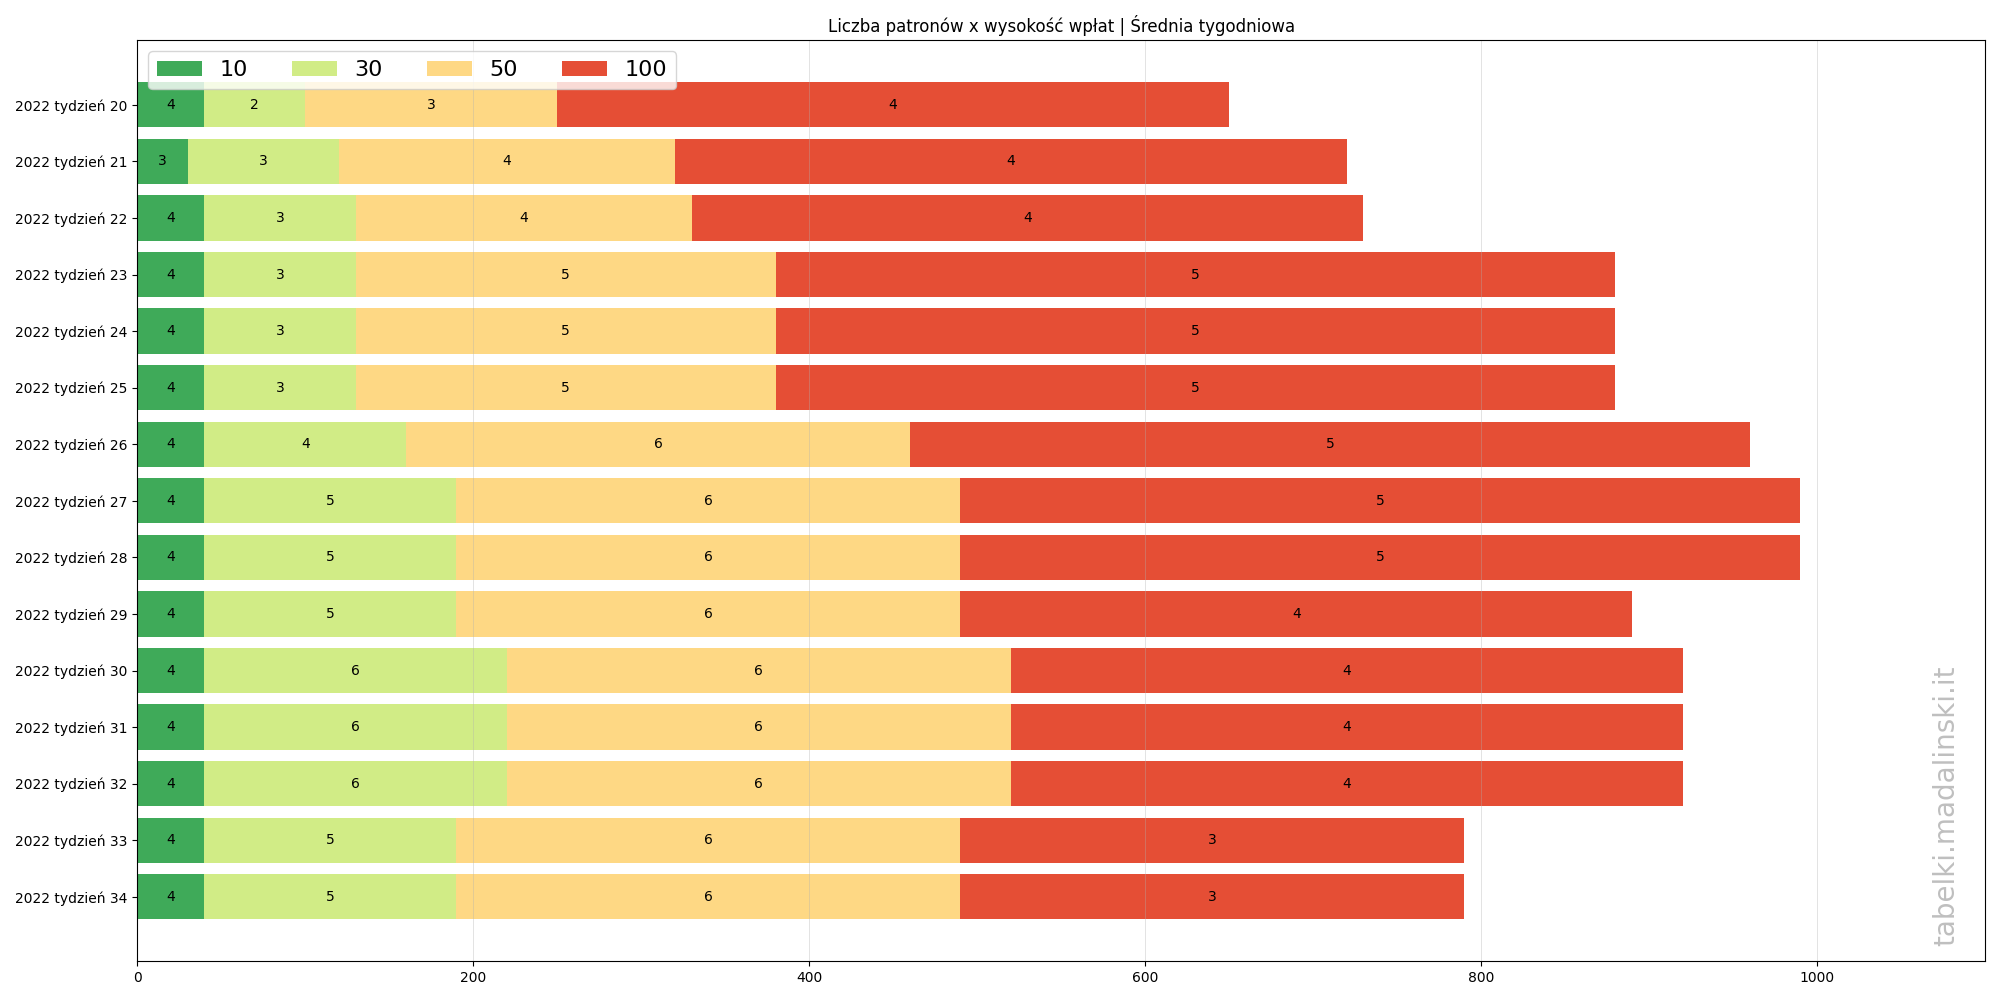 Liczba patronów x wysokość wpłat | Średnia tygodniowa
10 30 50 100
2022 tydzień 20 4 2 3 4
2022 tydzień 21 3 3 4 4
2022 tydzień 22 4 3 4 4
2022 tydzień 23 4 3 5 5
2022 tydzień 24 4 3 5 5
2022 tydzień 25 4 3 5 5
2022 tydzień 26 4 4 6 5
2022 tydzień 27 4 5 6 5
2022 tydzień 28 4 5 6 5
2022 tydzień 29 4 5 6 4
2022 tydzień 30 4 6 6 4
2022 tydzień 31 4 6 6 4
2022 tydzień 32 4 6 6 4
2022 tydzień 33 4 5 6 3
2022 tydzień 34 4 5 6 3
0 200 400 600 800 1000
tabelki.madalinski.it